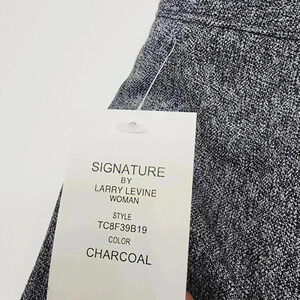 SIGNATURE
BY
LARRY LEVINE
WOMAN
STYLE
TC8F39B19
COLOR
CHARCOAL